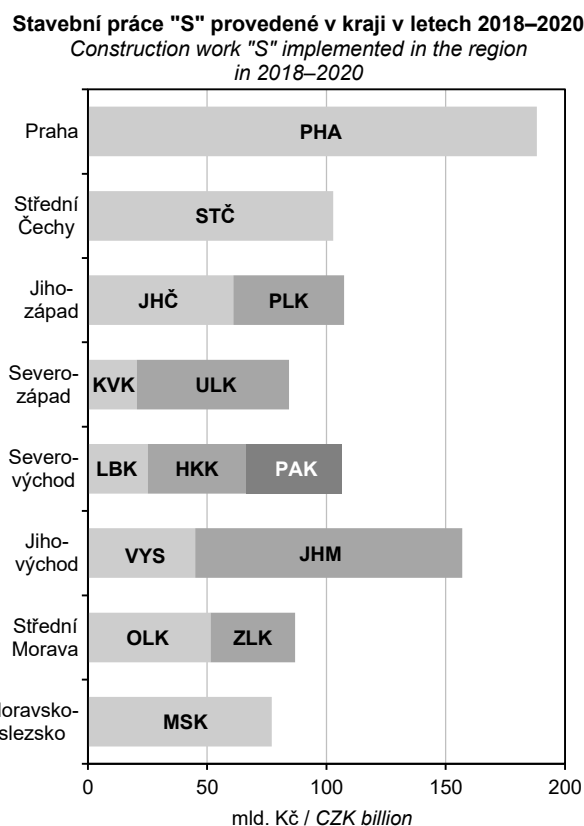 Stavební práce "S" provedené v kraji v letech 2018–2020
Construction work "S" implemented in the region
in 2018–2020
Praha
PHA
Střední
Čechy
STČ
Jiho-
západ
JHČ PLK
Severo-
západ
KVK ULK
Severo-
východ
LBK HKK PAK
Jiho-
východ
VYS JHM
Střední
Morava
OLK ZLK
oravsko-
slezsko
MSK
0 50 100 150 200
mld. Kč / CZK billion